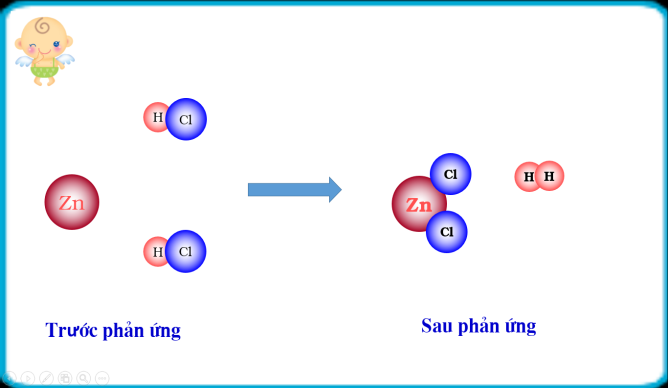 H Cl
Cl
H H
Zn
Zn
Cl
H Cl
Trước phản ứng
Sau phản ứng